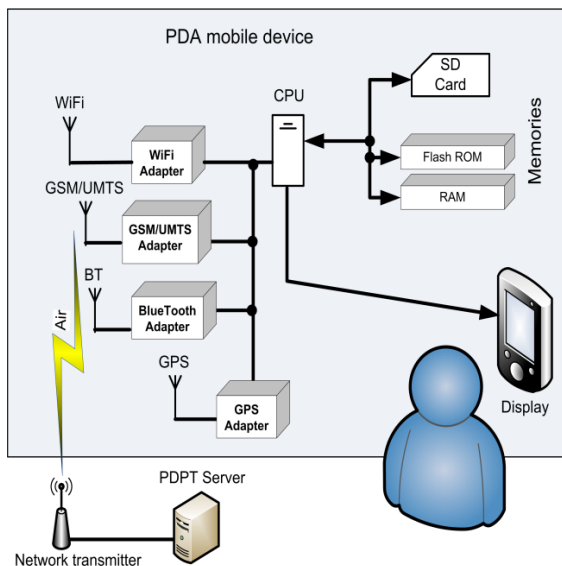 PDA mobile device
SD
Card
CPU
WiFi
WiFi
Adapter
Flash ROM
RAM
Memories
GSM/UMTS
GSM/UMTS
Adapter
Air
BT
BlueTooth
Adapter
GPS
GPS
Adapter
Display
PDPT Server
Network transmitter